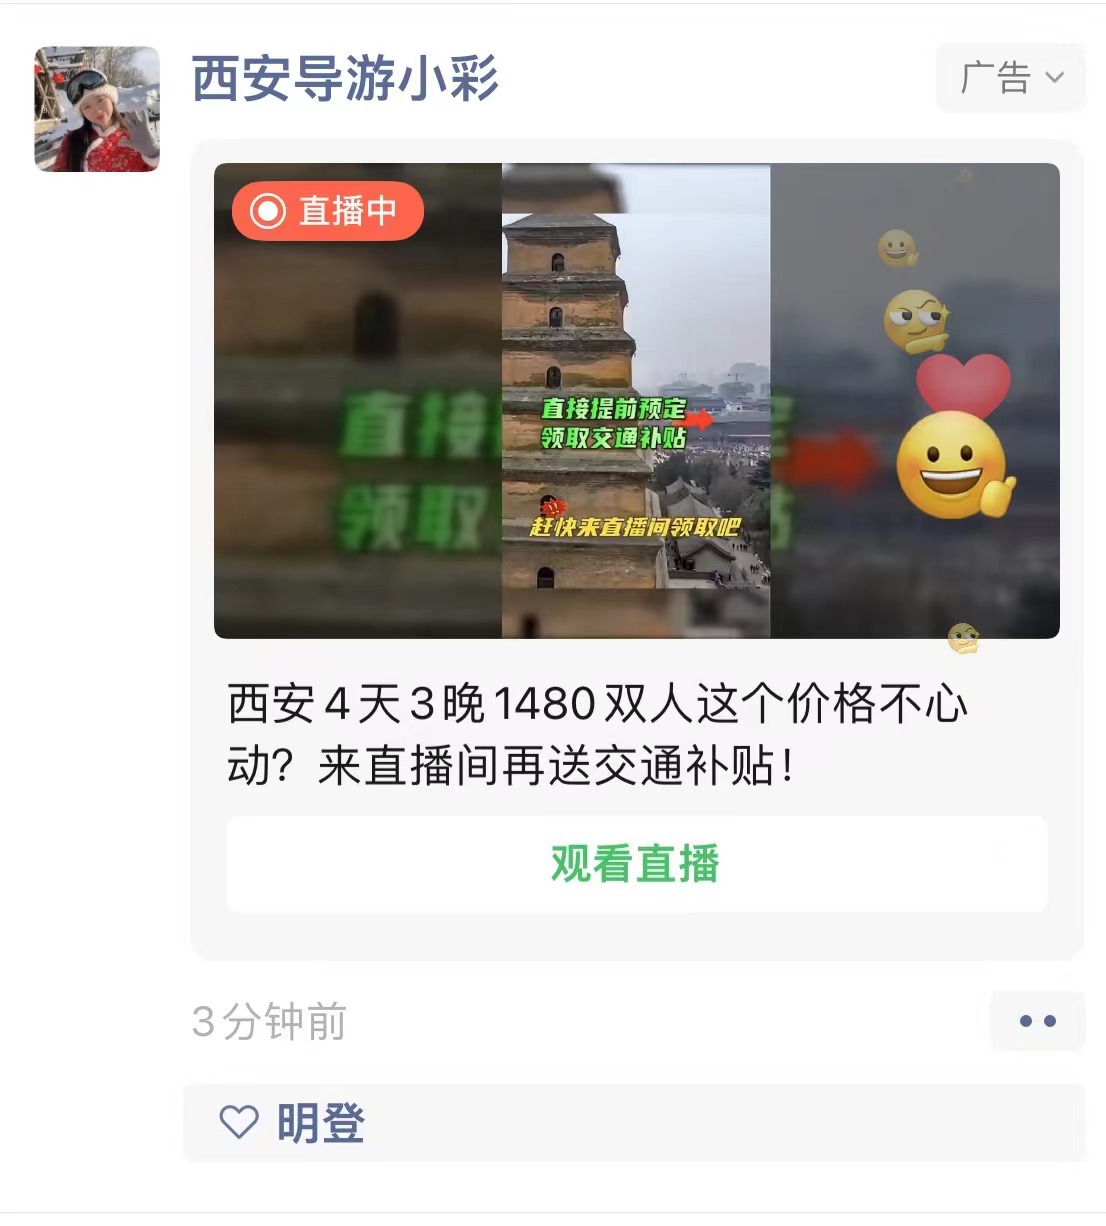 西安导游小彩
广告
直播中
直接提前预定
领取交通补贴
赶快来直播间领取吧
西安4天3晚1480双人这个价格不心
动？来直播间再送交通补贴！
观看直播
3分钟前
明登